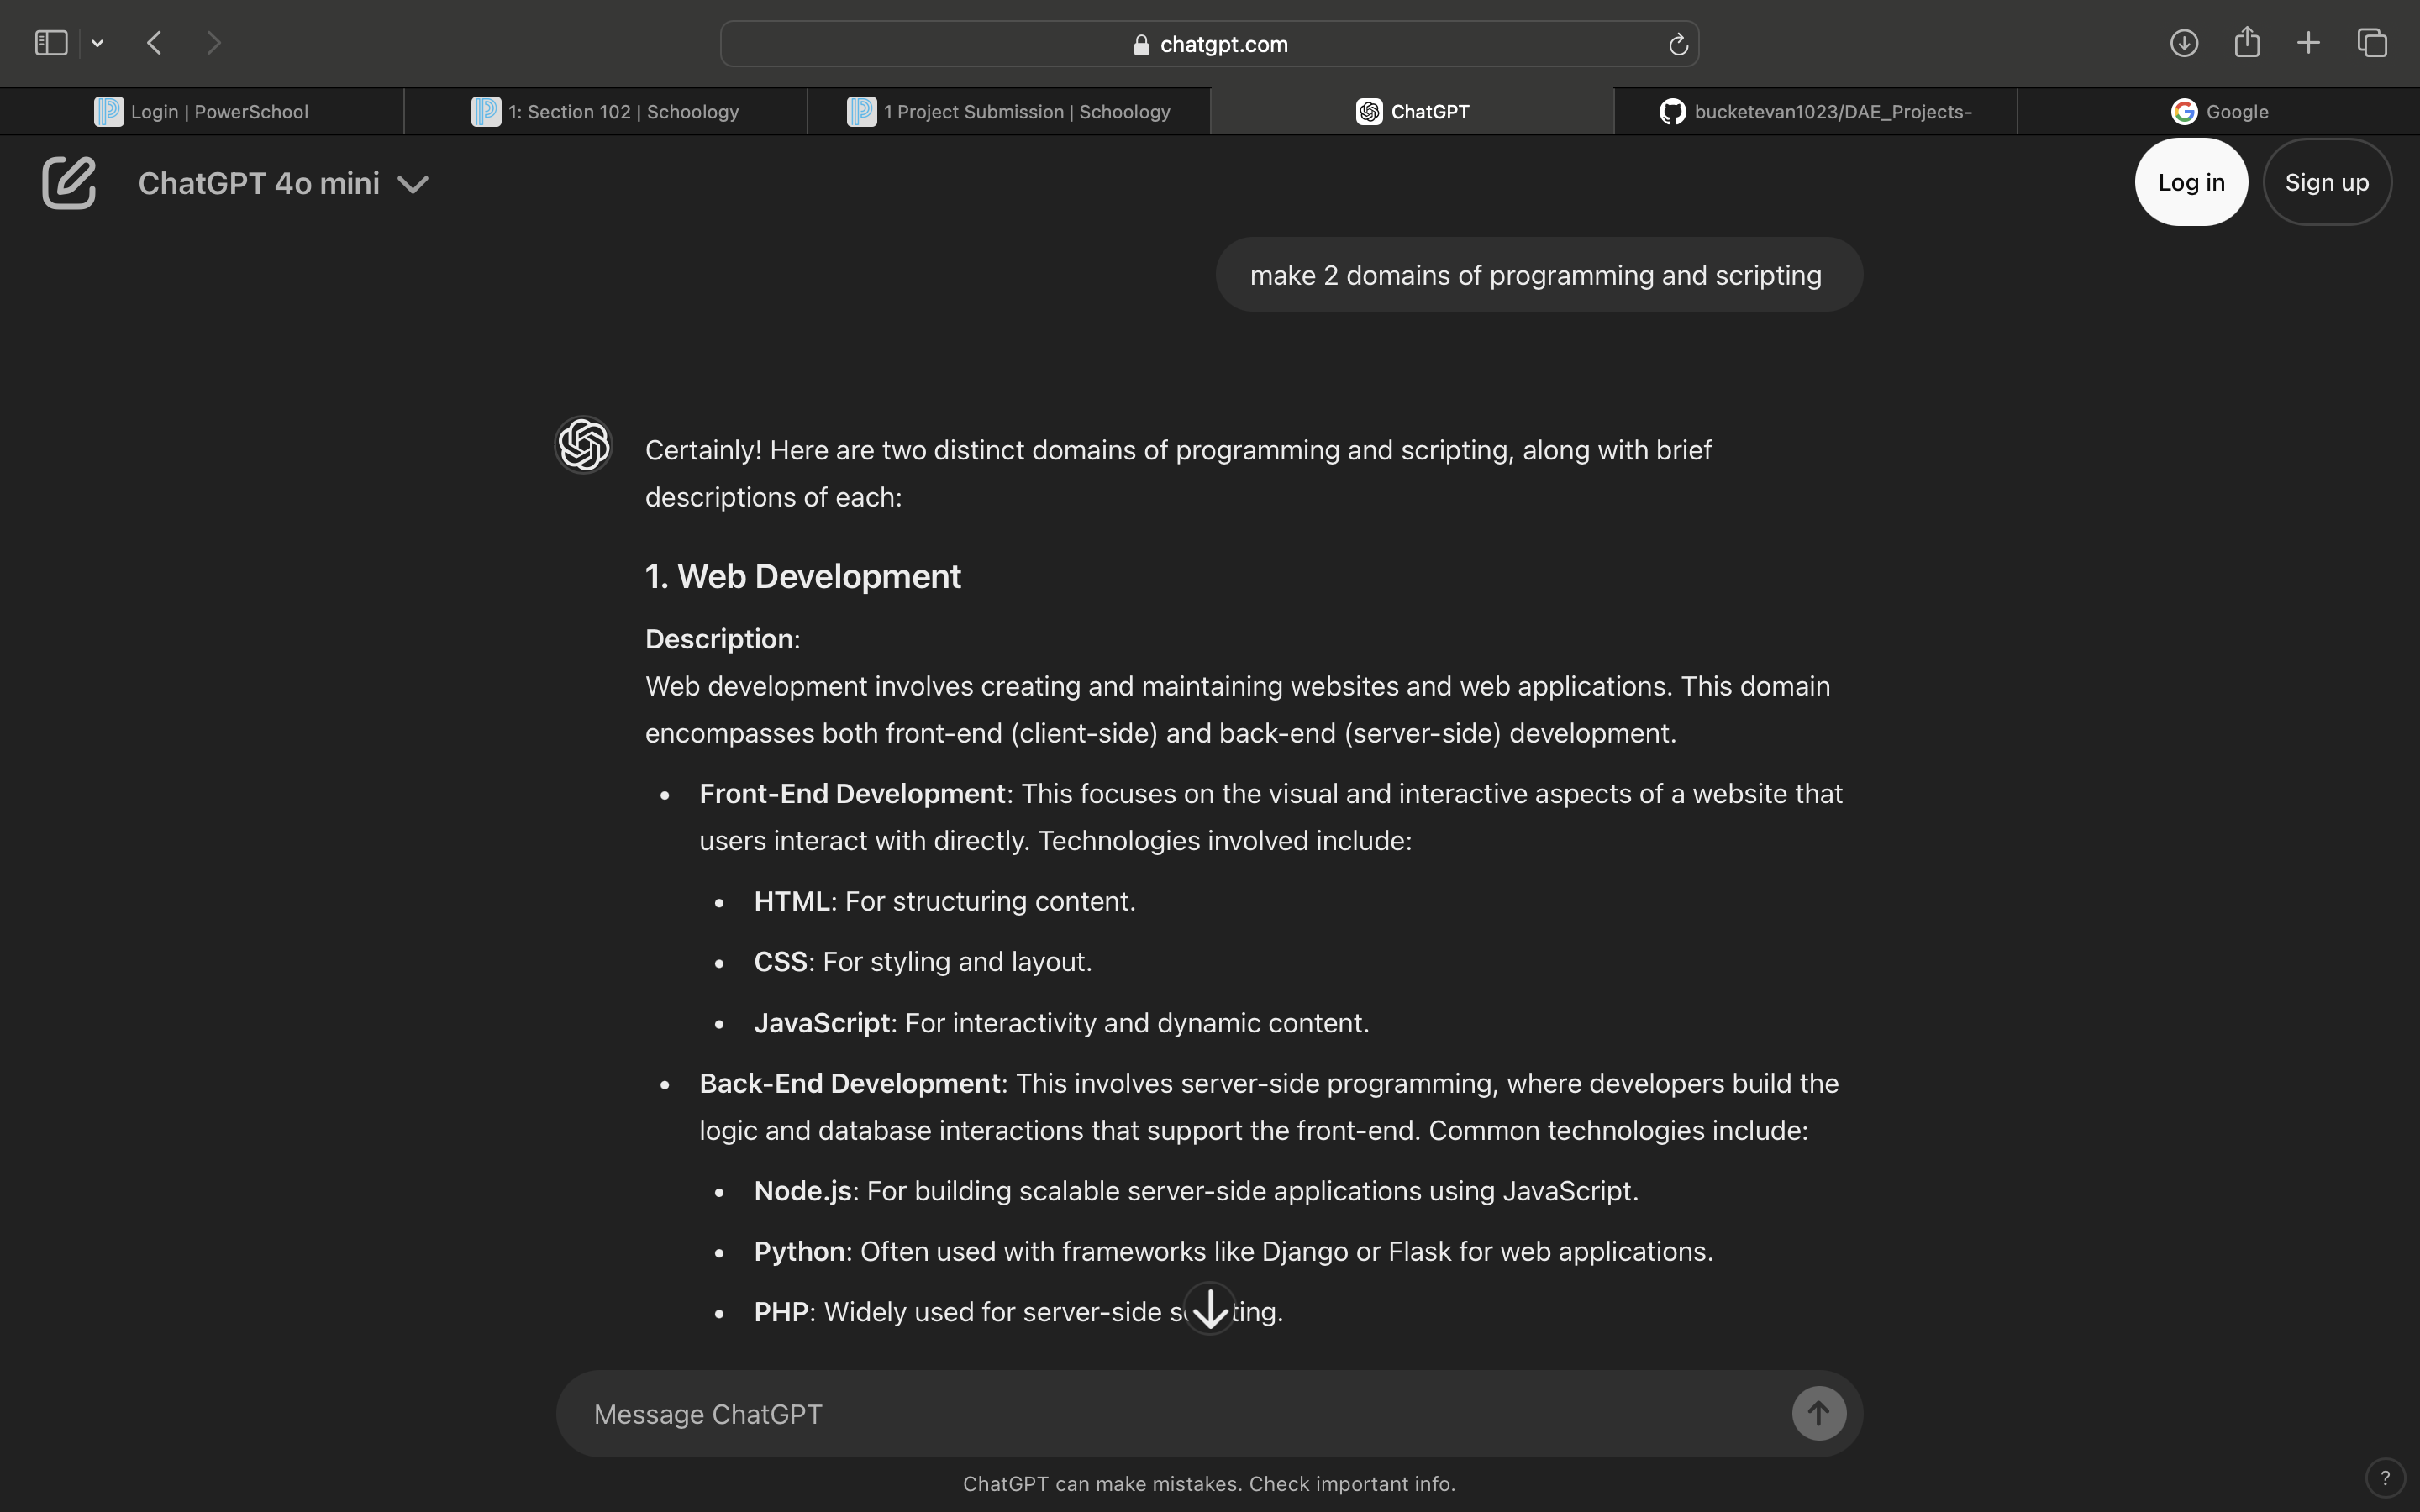 chatgpt.com
Login | PowerSchool
1: Section 102 | Schoology
1 Project Submission | Schoology
ChatGPT
bucketevan1023/DAE_Projects-
Google
ChatGPT 4o mini
Log in
Sign up
make 2 domains of programming and scripting
Certainly! Here are two distinct domains of programming and scripting, along with brief
descriptions of each:
1. Web Development
Description:
Web development involves creating and maintaining websites and web applications. This domain
encompasses both front-end (client-side) and back-end (server-side) development.
• Front-End Development: This focuses on the visual and interactive aspects of a website that
users interact with directly. Technologies involved include:
• HTML: For structuring content.
• CSS: For styling and layout.
• JavaScript: For interactivity and dynamic content.
• Back-End Development: This involves server-side programming, where developers build the
logic and database interactions that support the front-end. Common technologies include:
• Node.js: For building scalable server-side applications using JavaScript.
• Python: Often used with frameworks like Django or Flask for web applications.
• PHP: Widely used for server-side
Message ChatGPT
ChatGPT can make mistakes. Check important info.
?